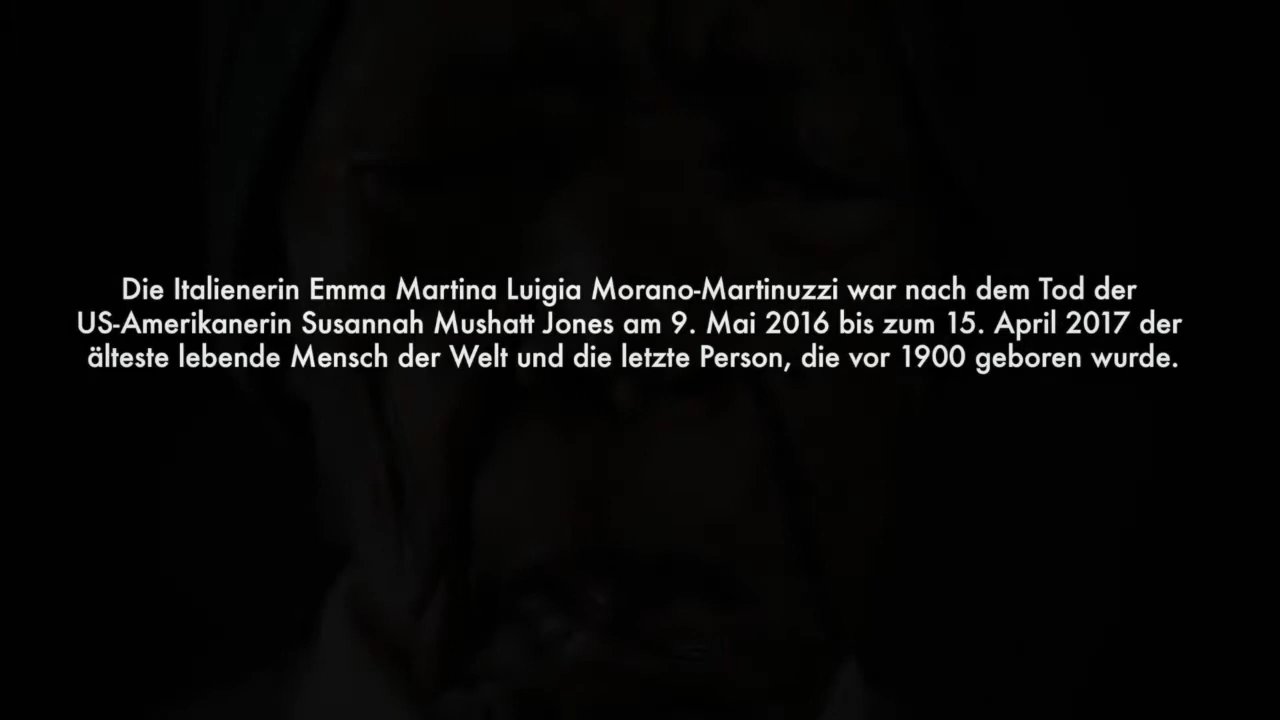 Die Italienerin Emma Martina Luigia Morano-Martinuzzi war nach dem Tod der
US-Amerikanerin Susannah Mushatt Jones am 9. Mai 2016 bis zum 15. April 2017 der
älteste lebende Mensch der Welt und die letzte Person, die vor 1900 geboren wurde.